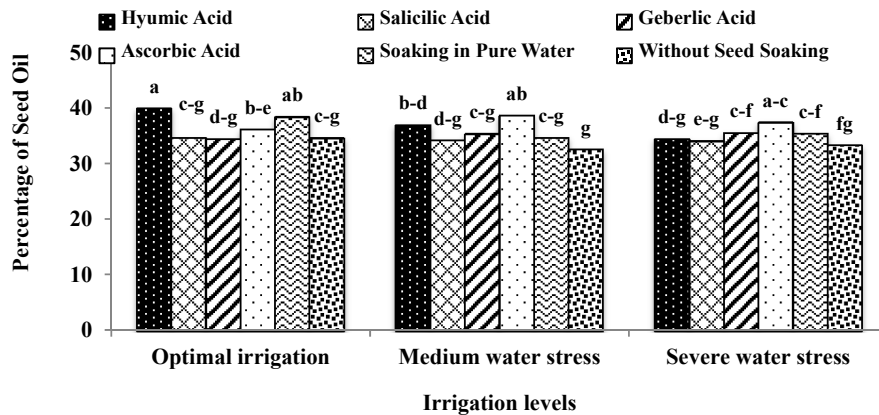 Hyumic Acid Salicilic Acid Geberlic Acid
Ascorbic Acid Soaking in Pure Water Without Seed Soaking
Percentage of Seed Oil
50
40
30
20
10
0
a c-g d-g b-e ab c-g
b-d d-g c-g ab c-g g
d-g e-g c-f a-c c-f fg
Optimal irrigation Medium water stress Severe water stress
Irrigation levels